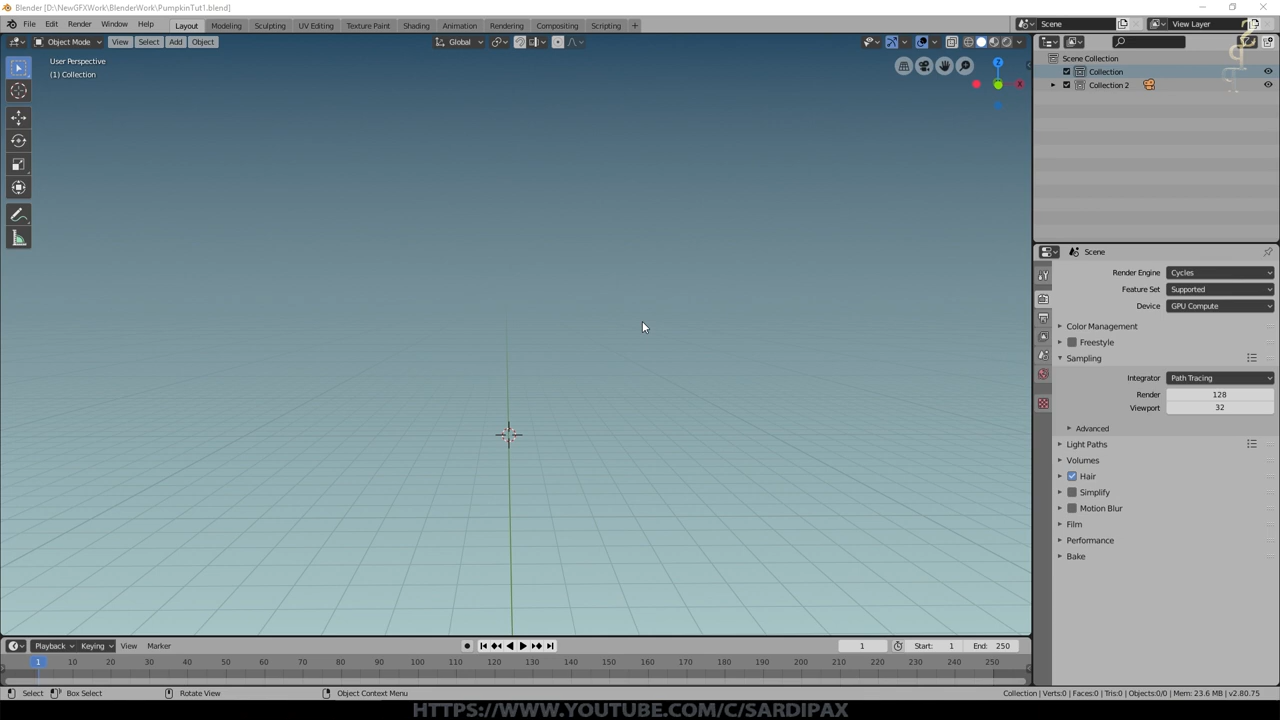 Blender [D:\NewGFXWork\BlenderWork\PumpkinTut1.blend]
File Edit Render Window Help Layout Modeling Sculpting UV Editing Texture Paint Shading Animation Rendering Compositing Scripting + Scene View Layer
Object Mode View Select Add Object Global
User Perspective
(1) Collection
Z
X
Scene Collection
Collection
Collection 2
Scene
Render Engine Cycles
Feature Set Supported
Device GPU Compute
Color Management
Freestyle
Sampling
Integrator Path Tracing
Render 128
Viewport 32
Advanced
Light Paths
Volumes
Hair
Simplify
Motion Blur
Film
Performance
Bake
Playback Keying View Marker 1 Start: 1 End: 250
1 10 20 30 40 50 60 70 80 90 100 110 120 130 140 150 160 170 180 190 200 210 220 230 240 250
Select Box Select Rotate View Object Context Menu Collection | Verts:0 | Faces:0 | Tris:0 | Objects:0/0 | Mem: 23.6 MB | v2.80.75
HTTPS://WWW.YOUTUBE.COM/C/SARDIPAX